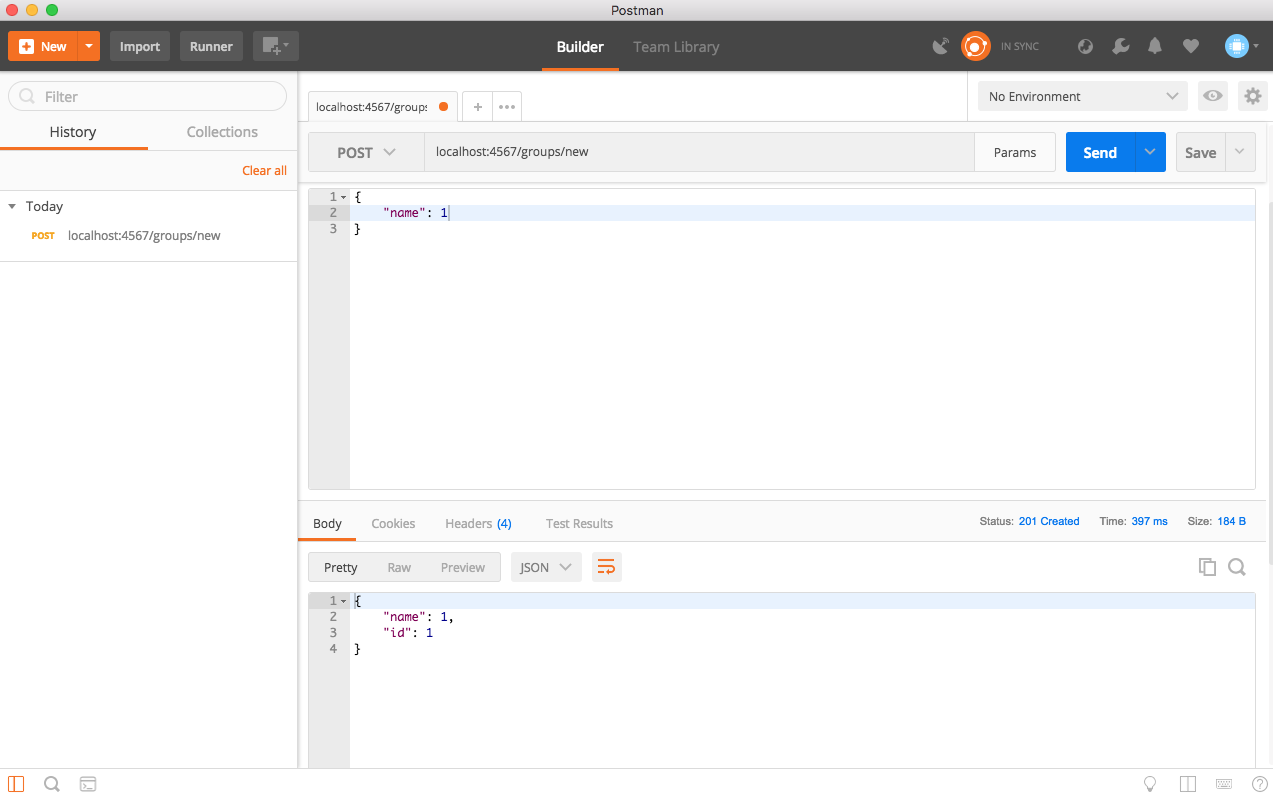 Postman
New
Import
Runner
Builder
Team Library
IN SYNC
Filter
History
Collections
Clear all
Today
POST localhost:4567/groups/new
localhost:4567/groups
+
•••
No Environment
POST
localhost:4567/groups/new
Params
Send
Save
1 {
2 "name": 1
3 }
Body
Cookies
Headers (4)
Test Results
Status: 201 Created
Time: 397 ms
Size: 184 B
Pretty
Raw
Preview
JSON
1 {
2 "name": 1,
3 "id": 1
4 }